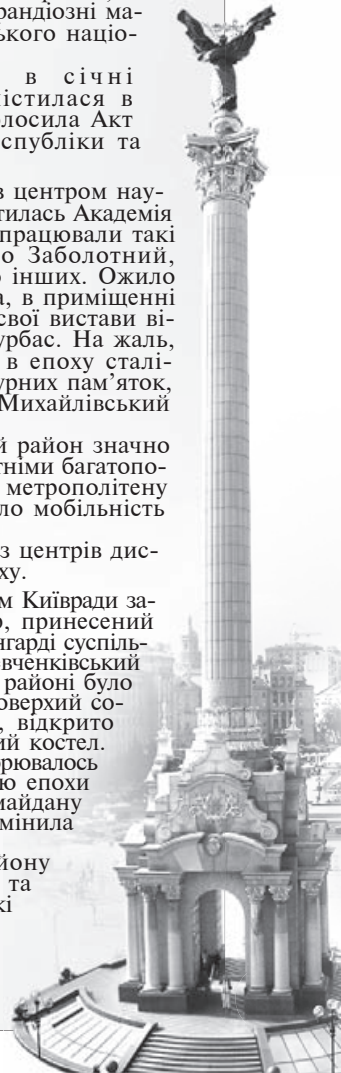 рандіозні ма-
ького націо-
в січні
містилася в
олосила Акт
спубліки та
в центром нау-
тилась Академія
працювали такі
о Заболотний,
о інших. Ожило
а, в приміщенні
свої вистави ві-
урбас. На жаль,
в епоху сталі-
урних пам’яток,
Михайлівський
й район значно
тніми багатопо-
метрополітену
ло мобільність
з центрів дис-
ху.
м Київради за-
о, принесений
нгарді суспіль-
вченківський
районі було
оверхий со-
, відкрито
ий костел.
орювалось
ю епохи
майдану
мінила
йону
та
кі